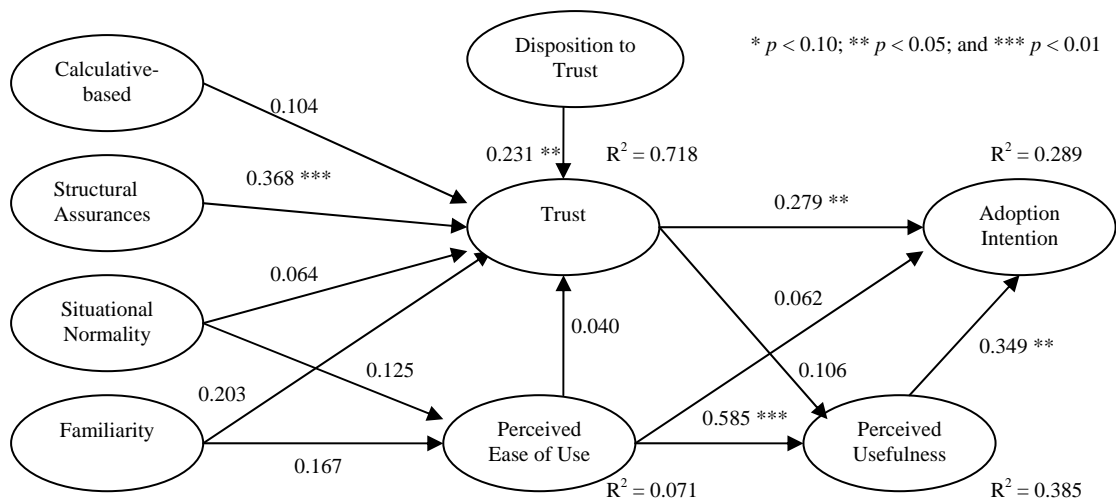 Disposition to
Trust
* p < 0.10; ** p < 0.05; and *** p < 0.01
Calculative-
based
0.104
0.231 **
R² = 0.718
R² = 0.289
Structural
Assurances
0.368 ***
Trust
0.279 **
Adoption
Intention
Situational
Normality
0.064
0.062
0.040
0.349 **
0.125
0.106
0.203
Familiarity
0.167
Perceived
Ease of Use
0.585 ***
Perceived
Usefulness
R² = 0.071
R² = 0.385